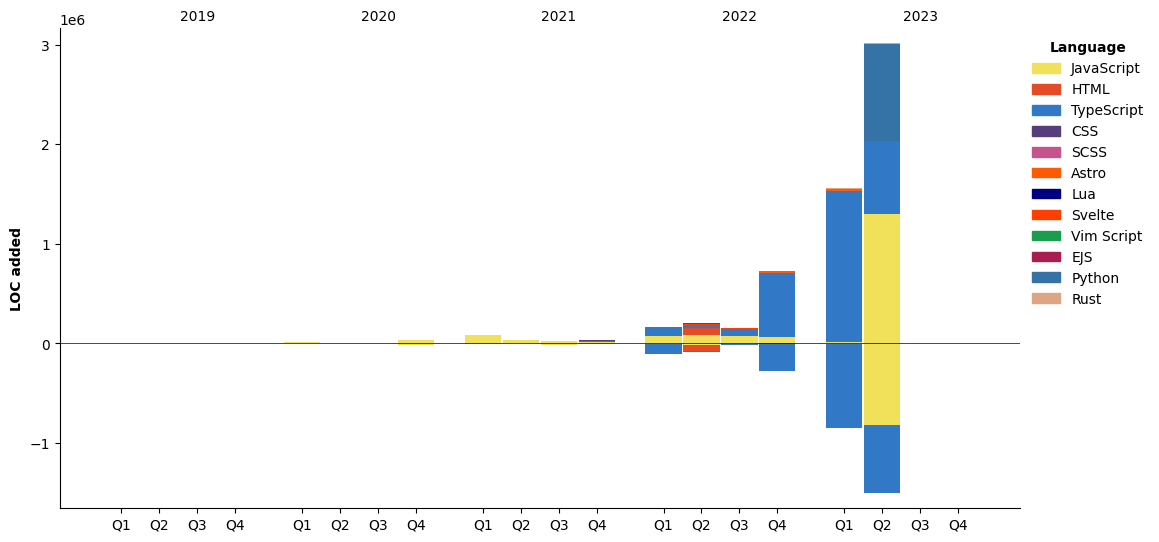 2019 2020 2021 2022 2023
1e6
3
2
1
0
−1
LOC added
Q1 Q2 Q3 Q4 Q1 Q2 Q3 Q4 Q1 Q2 Q3 Q4 Q1 Q2 Q3 Q4 Q1 Q2 Q3 Q4
Language
JavaScript
HTML
TypeScript
CSS
SCSS
Astro
Lua
Svelte
Vim Script
EJS
Python
Rust